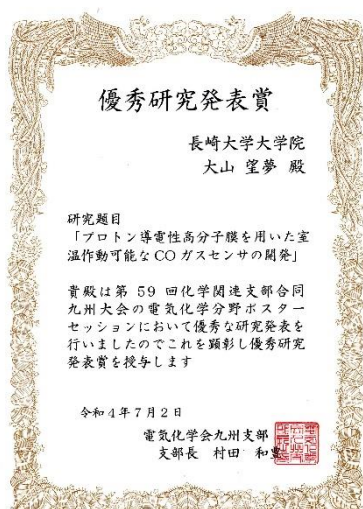 優秀研究発表賞
長崎大学大学院
大山 望夢 殿
研究題目
「プロトン導電性高分子膜を用いた室
温作動可能な CO ガスセンサの開発」
貴殿は第 59 回化学関連支部合同
九州大会の電気化学分野ポスター
セッションにおいて優秀な研究発表を
行いましたのでこれを顕彰し優秀研究
発表賞を授与します
令和4年7月2日
電気化学会九州支部
支部長 村田 和